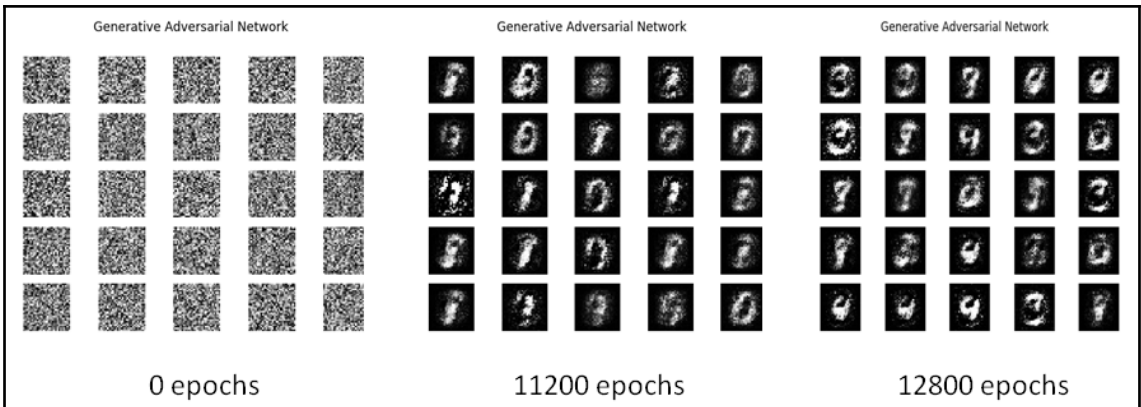 Generative Adversarial Network
Generative Adversarial Network
Generative Adversarial Network
0 epochs
11200 epochs
12800 epochs